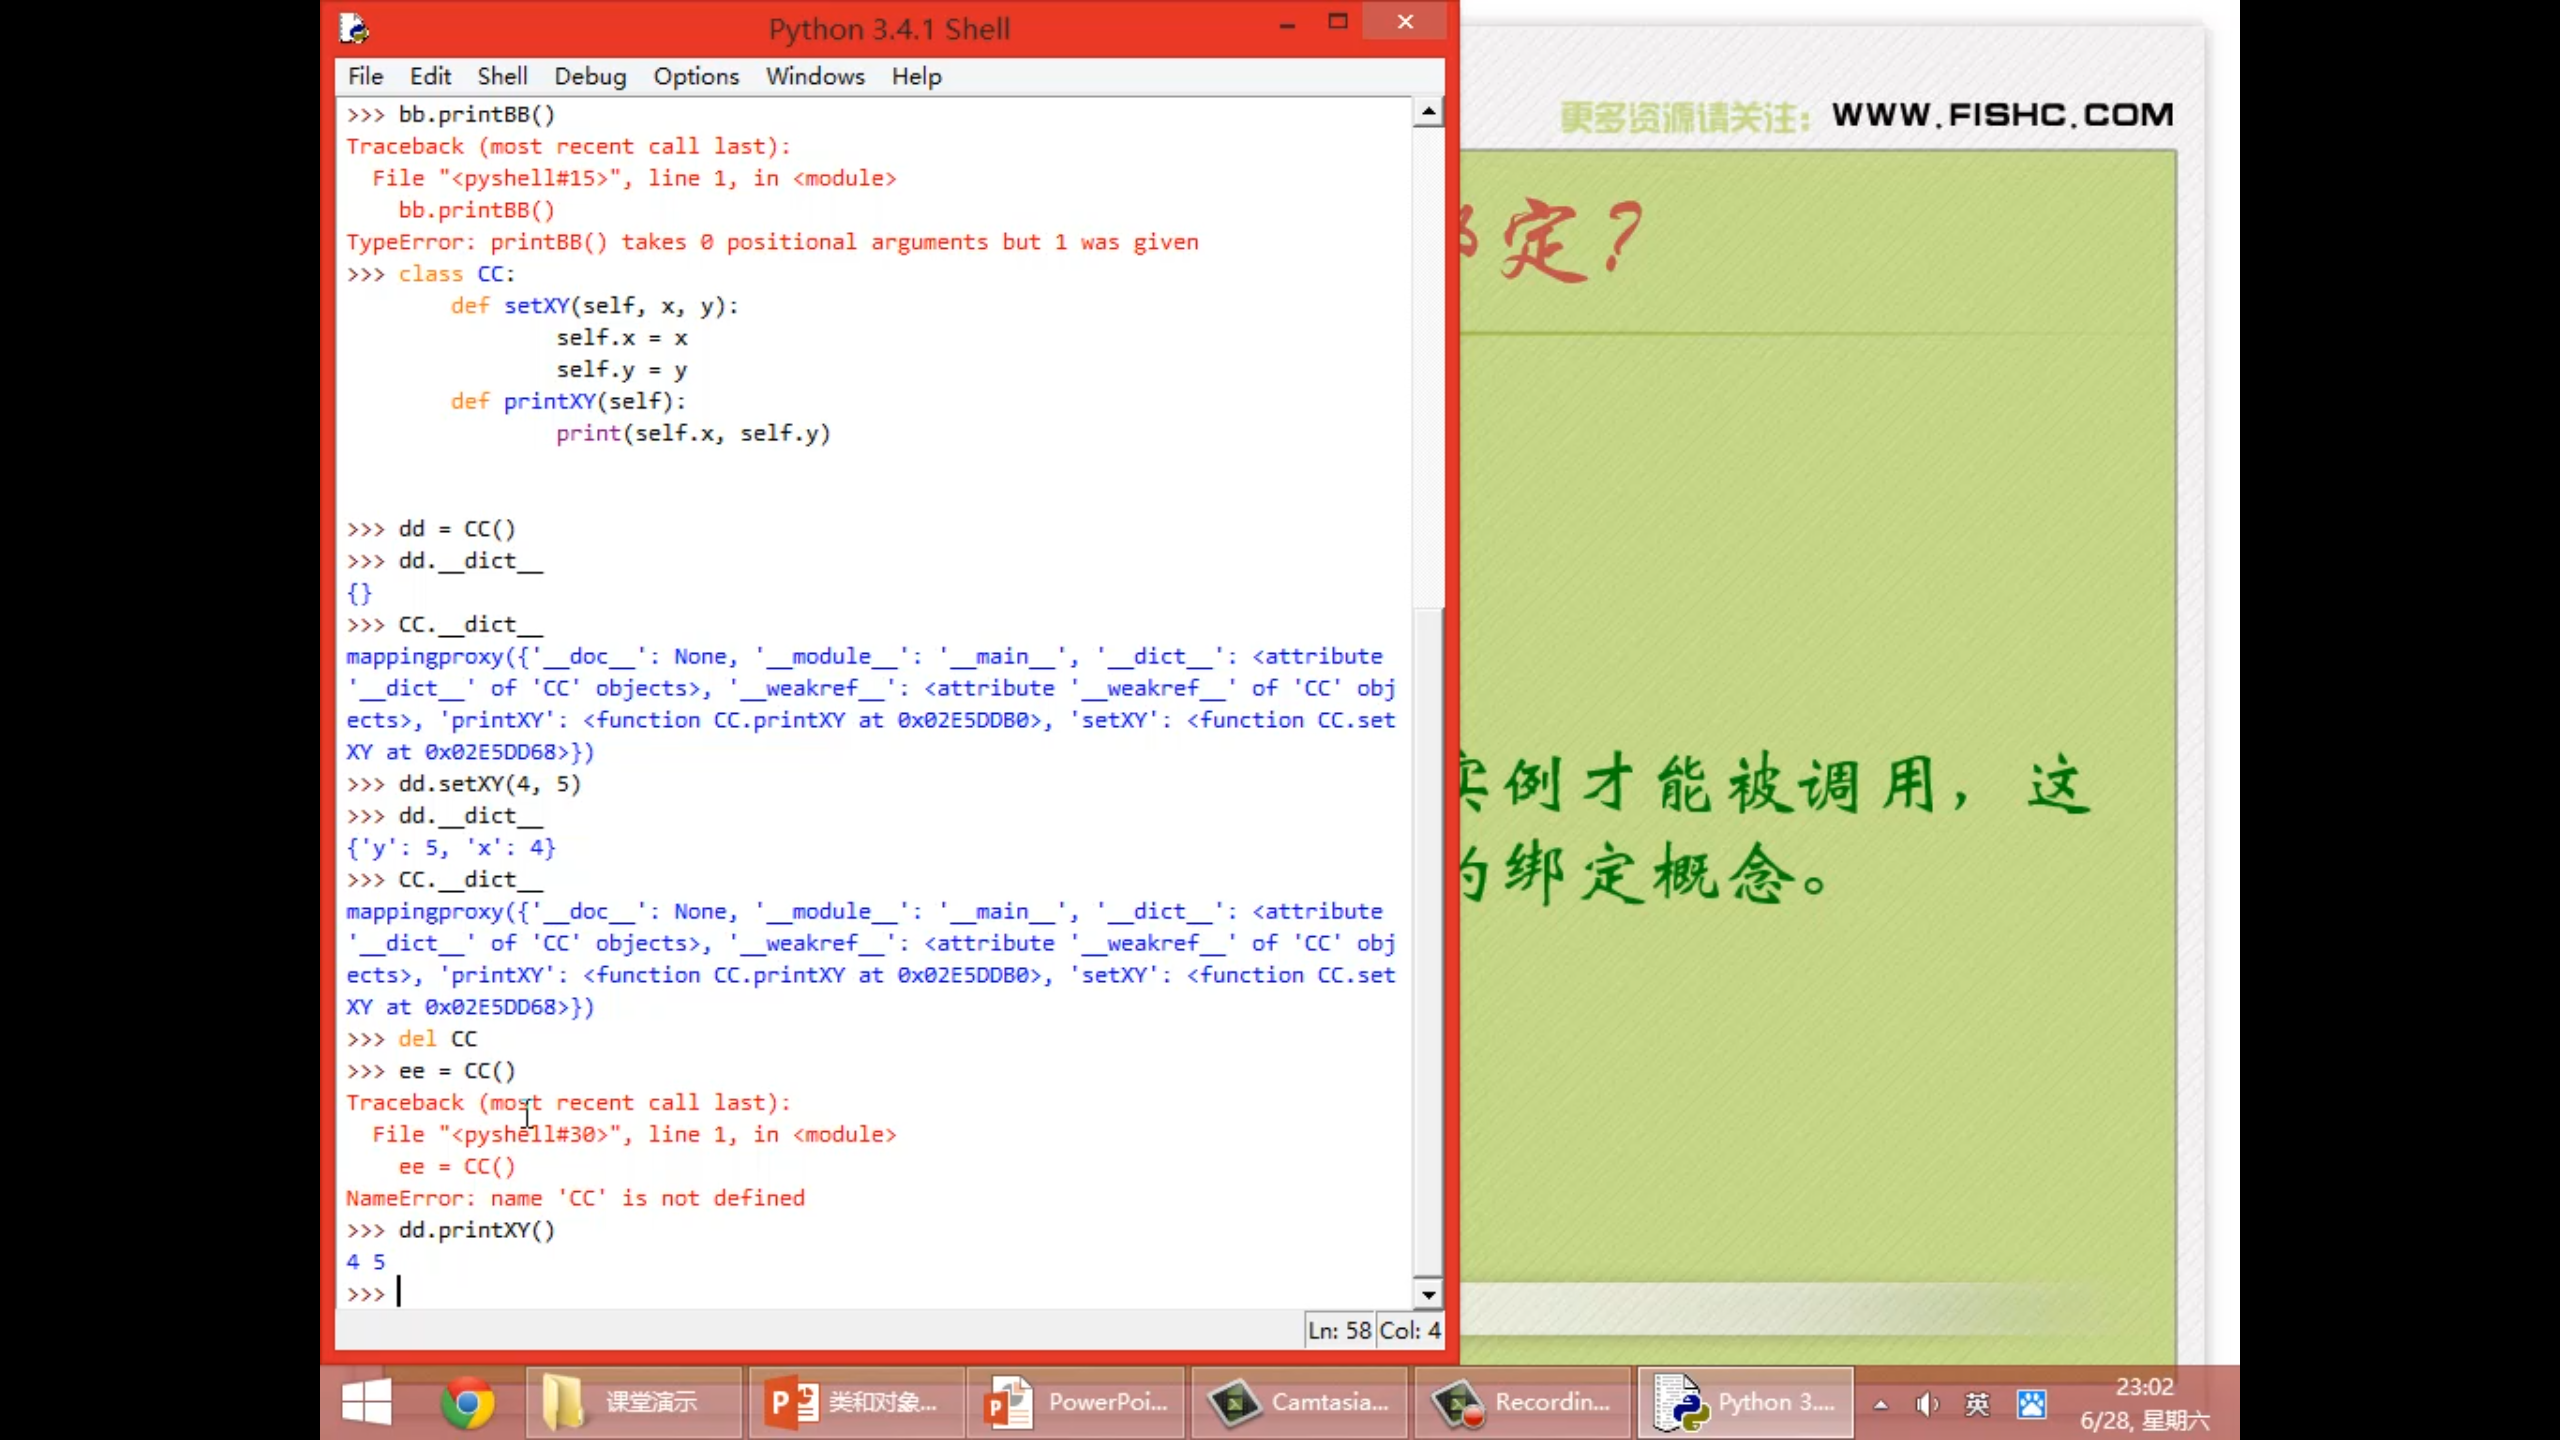 Python 3.4.1 Shell
File Edit Shell Debug Options Windows Help
>>> bb.printBB()
Traceback (most recent call last):
  File "<pyshell#15>", line 1, in <module>
    bb.printBB()
TypeError: printBB() takes 0 positional arguments but 1 was given
>>> class CC:
        def setXY(self, x, y):
                self.x = x
                self.y = y
        def printXY(self):
                print(self.x, self.y)
>>> dd = CC()
>>> dd.__dict__
{}
>>> CC.__dict__
mappingproxy({'__doc__': None, '__module__': '__main__', '__dict__': <attribute
'__dict__' of 'CC' objects>, '__weakref__': <attribute '__weakref__' of 'CC' obj
ects>, 'printXY': <function CC.printXY at 0x02E5DDB0>, 'setXY': <function CC.set
XY at 0x02E5DD68>})
>>> dd.setXY(4, 5)
>>> dd.__dict__
{'y': 5, 'x': 4}
>>> CC.__dict__
mappingproxy({'__doc__': None, '__module__': '__main__', '__dict__': <attribute
'__dict__' of 'CC' objects>, '__weakref__': <attribute '__weakref__' of 'CC' obj
ects>, 'printXY': <function CC.printXY at 0x02E5DDB0>, 'setXY': <function CC.set
XY at 0x02E5DD68>})
>>> del CC
>>> ee = CC()
Traceback (most recent call last):
  File "<pyshell#30>", line 1, in <module>
    ee = CC()
NameError: name 'CC' is not defined
>>> dd.printXY()
4 5
>>>
Ln: 58 Col: 4
更多资源请关注: WWW.FISHC.COM
定?
实例才能被调用，这
的绑定概念。
课堂演示 类和对象... PowerPoi... Camtasia... Recordin... Python 3.... 英 23:02
6/28, 星期六